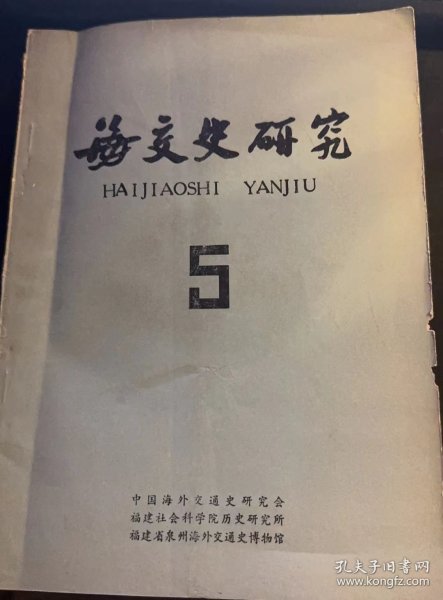 海交史研究
HAIJIAOSHI YANJIU
5
中国海外交通史研究会
福建社会科学院历史研究所
福建省泉州海外交通史博物馆
孔夫子旧书网
www.kongfz.com